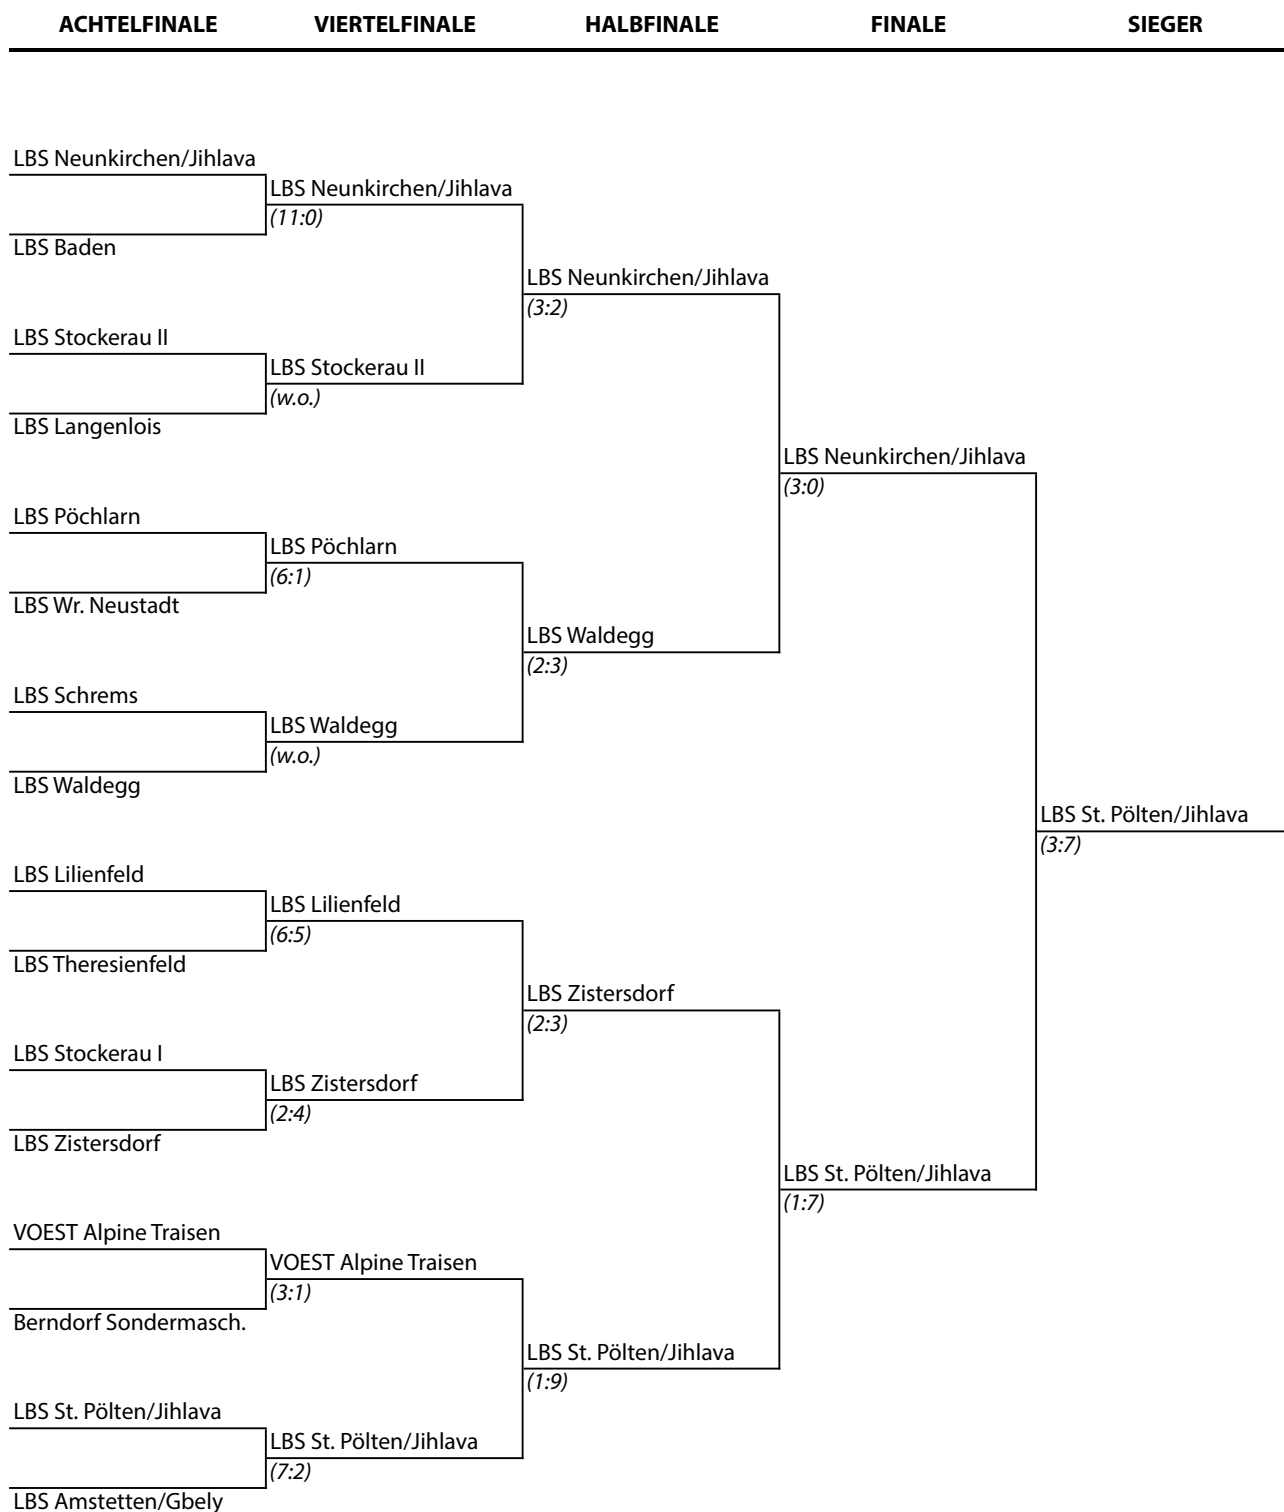 ACHTELFINALE VIERTELFINALE HALBFINALE FINALE SIEGER
LBS Neunkirchen/Jihlava
LBS Neunkirchen/Jihlava
(11:0)
LBS Baden
LBS Neunkirchen/Jihlava
(3:2)
LBS Stockerau II
LBS Stockerau II
(w.o.)
LBS Langenlois
LBS Neunkirchen/Jihlava
(3:0)
LBS Pöchlarn
LBS Pöchlarn
(6:1)
LBS Wr. Neustadt
LBS Waldegg
(2:3)
LBS Schrems
LBS Waldegg
(w.o.)
LBS Waldegg
LBS St. Pölten/Jihlava
(3:7)
LBS Lilienfeld
LBS Lilienfeld
(6:5)
LBS Theresienfeld
LBS Zistersdorf
(2:3)
LBS Stockerau I
LBS Zistersdorf
(2:4)
LBS Zistersdorf
LBS St. Pölten/Jihlava
(1:7)
VOEST Alpine Traisen
VOEST Alpine Traisen
(3:1)
Berndorf Sondermasch.
LBS St. Pölten/Jihlava
(1:9)
LBS St. Pölten/Jihlava
LBS St. Pölten/Jihlava
(7:2)
LBS Amstetten/Gbely